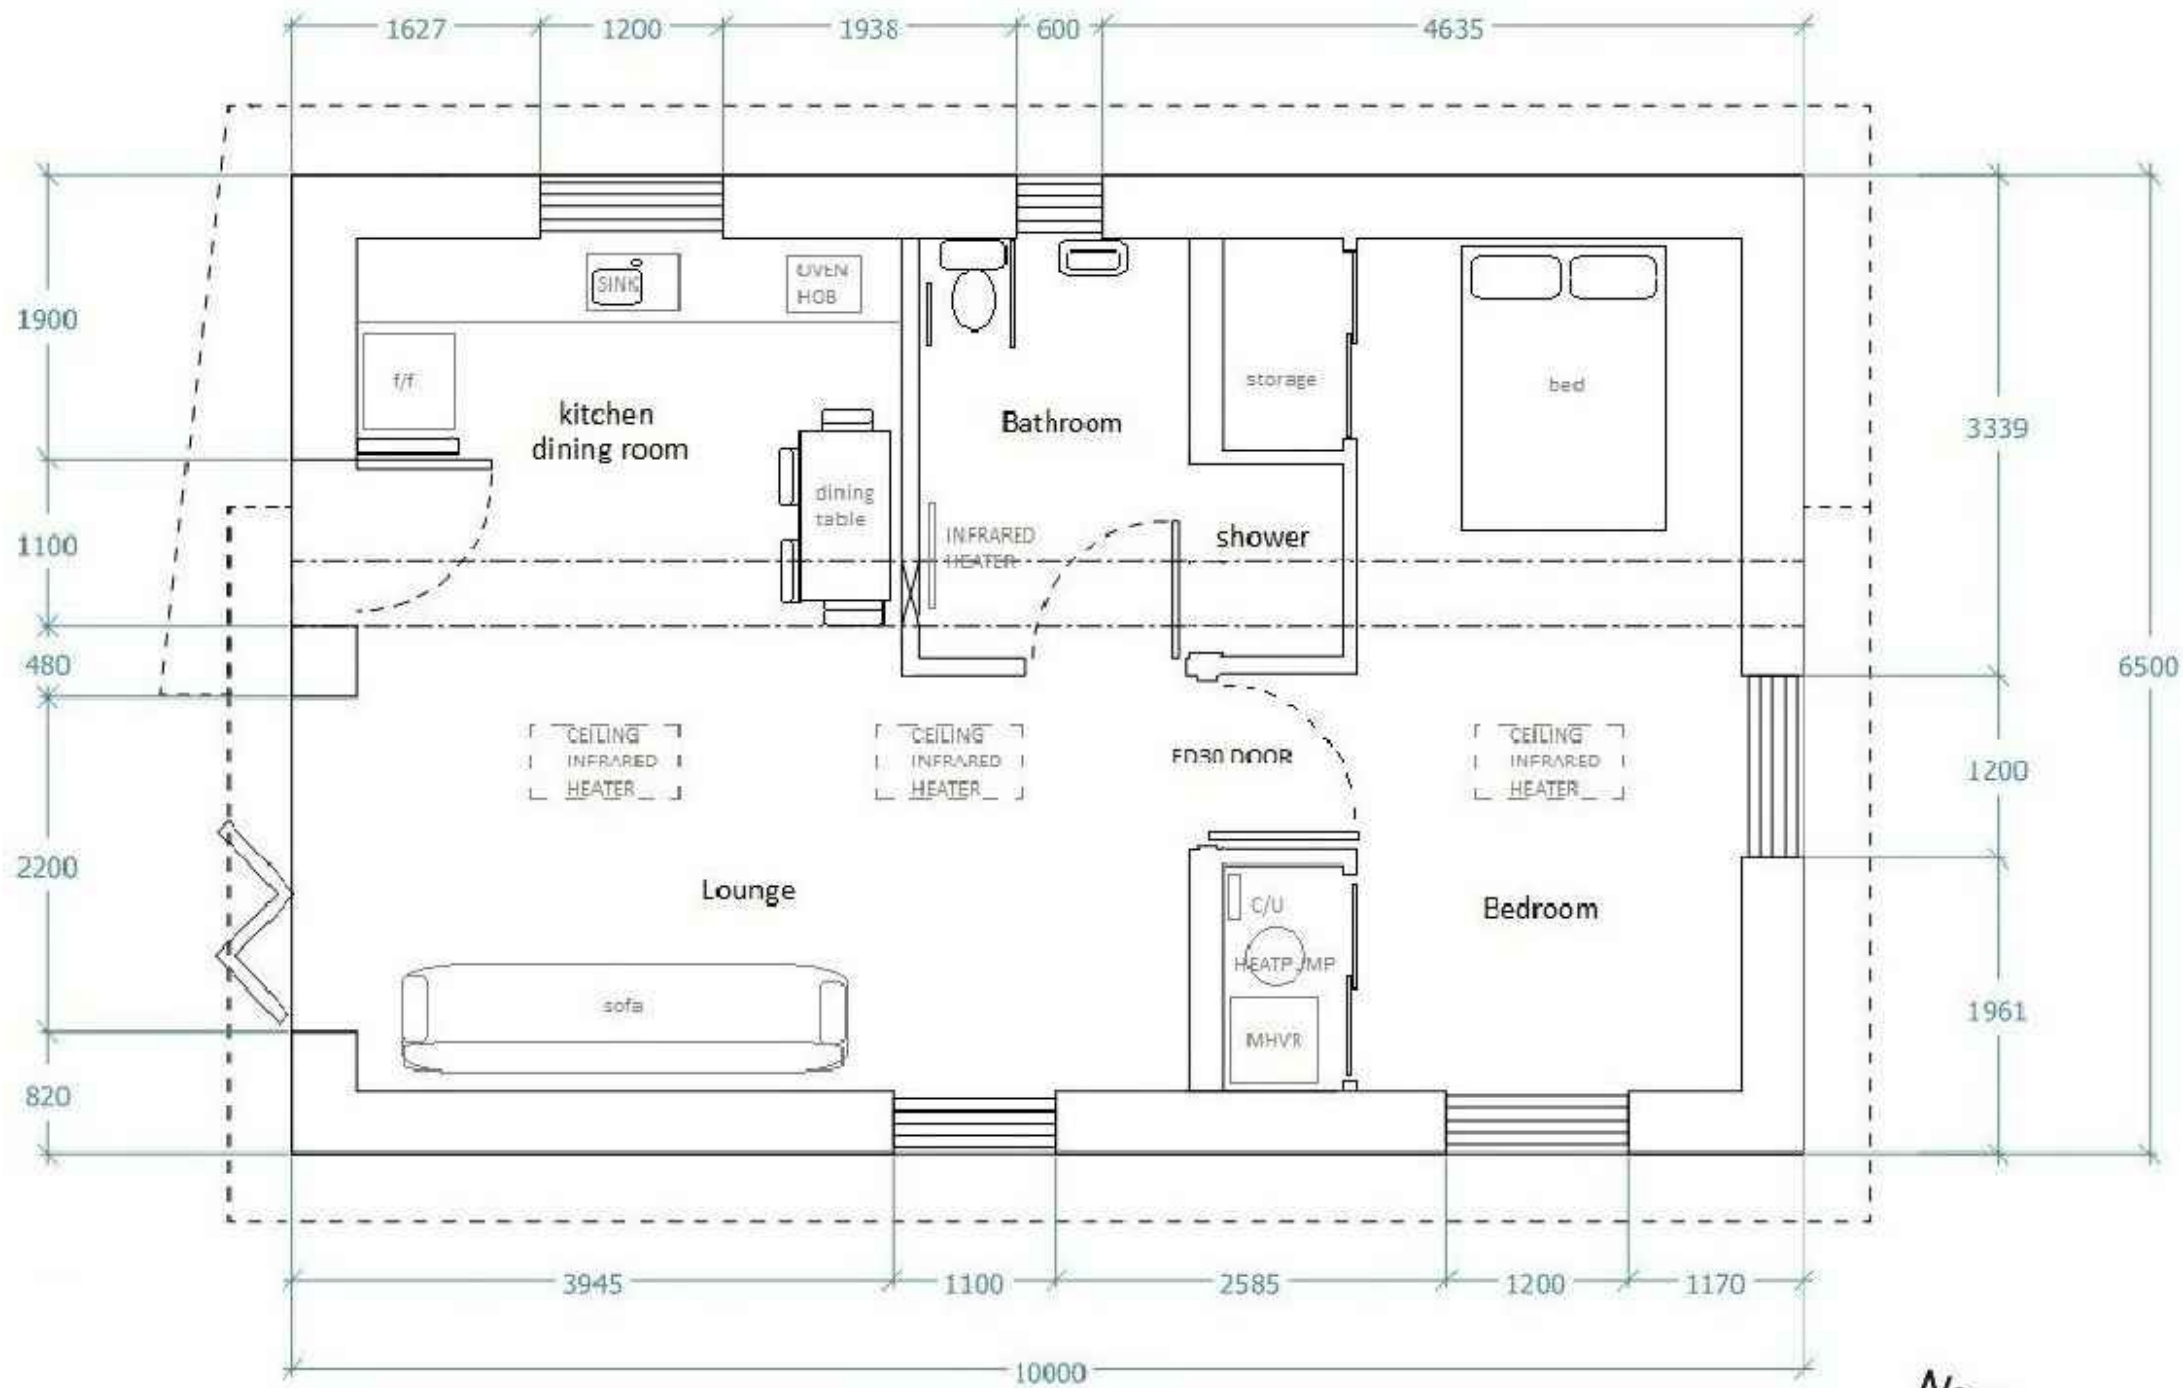 1627
1200
1938
600
4635
1900
1100
480
2200
820
3339
1200
1961
6500
SINK
OVEN
HOB
f/f
kitchen
dining room
dining
table
Bathroom
INFRARED
HEATER
storage
shower
bed
CEILING
INFRARED
HEATER
CEILING
INFRARED
HEATER
FD30 DOOR
CEILING
INFRARED
HEATER
Lounge
sofa
C/U
HEATPUMP
MHVR
Bedroom
3945
1100
2585
1200
1170
10000